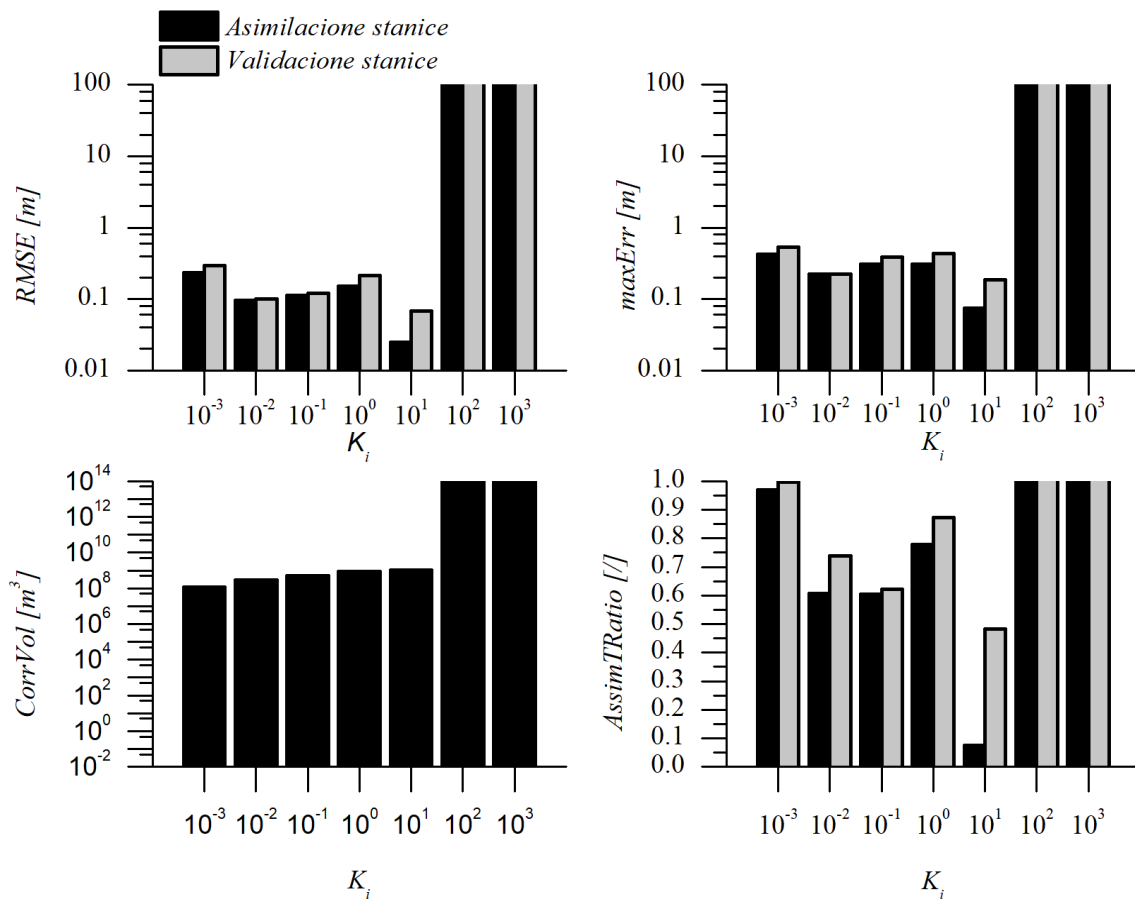 Asimilacione stanice
Validacione stanice
RMSE [m]
100
10
1
0.1
0.01
10⁻³ 10⁻² 10⁻¹ 10⁰ 10¹ 10² 10³
Kᵢ
maxErr [m]
100
10
1
0.1
0.01
10⁻³ 10⁻² 10⁻¹ 10⁰ 10¹ 10² 10³
Kᵢ
CorrVol [m³]
10¹⁴
10¹²
10¹⁰
10⁸
10⁶
10⁴
10²
10⁰
10⁻²
10⁻³ 10⁻² 10⁻¹ 10⁰ 10¹ 10² 10³
Kᵢ
AssimTRatio [/]
1.0
0.9
0.8
0.7
0.6
0.5
0.4
0.3
0.2
0.1
0.0
10⁻³ 10⁻² 10⁻¹ 10⁰ 10¹ 10² 10³
Kᵢ